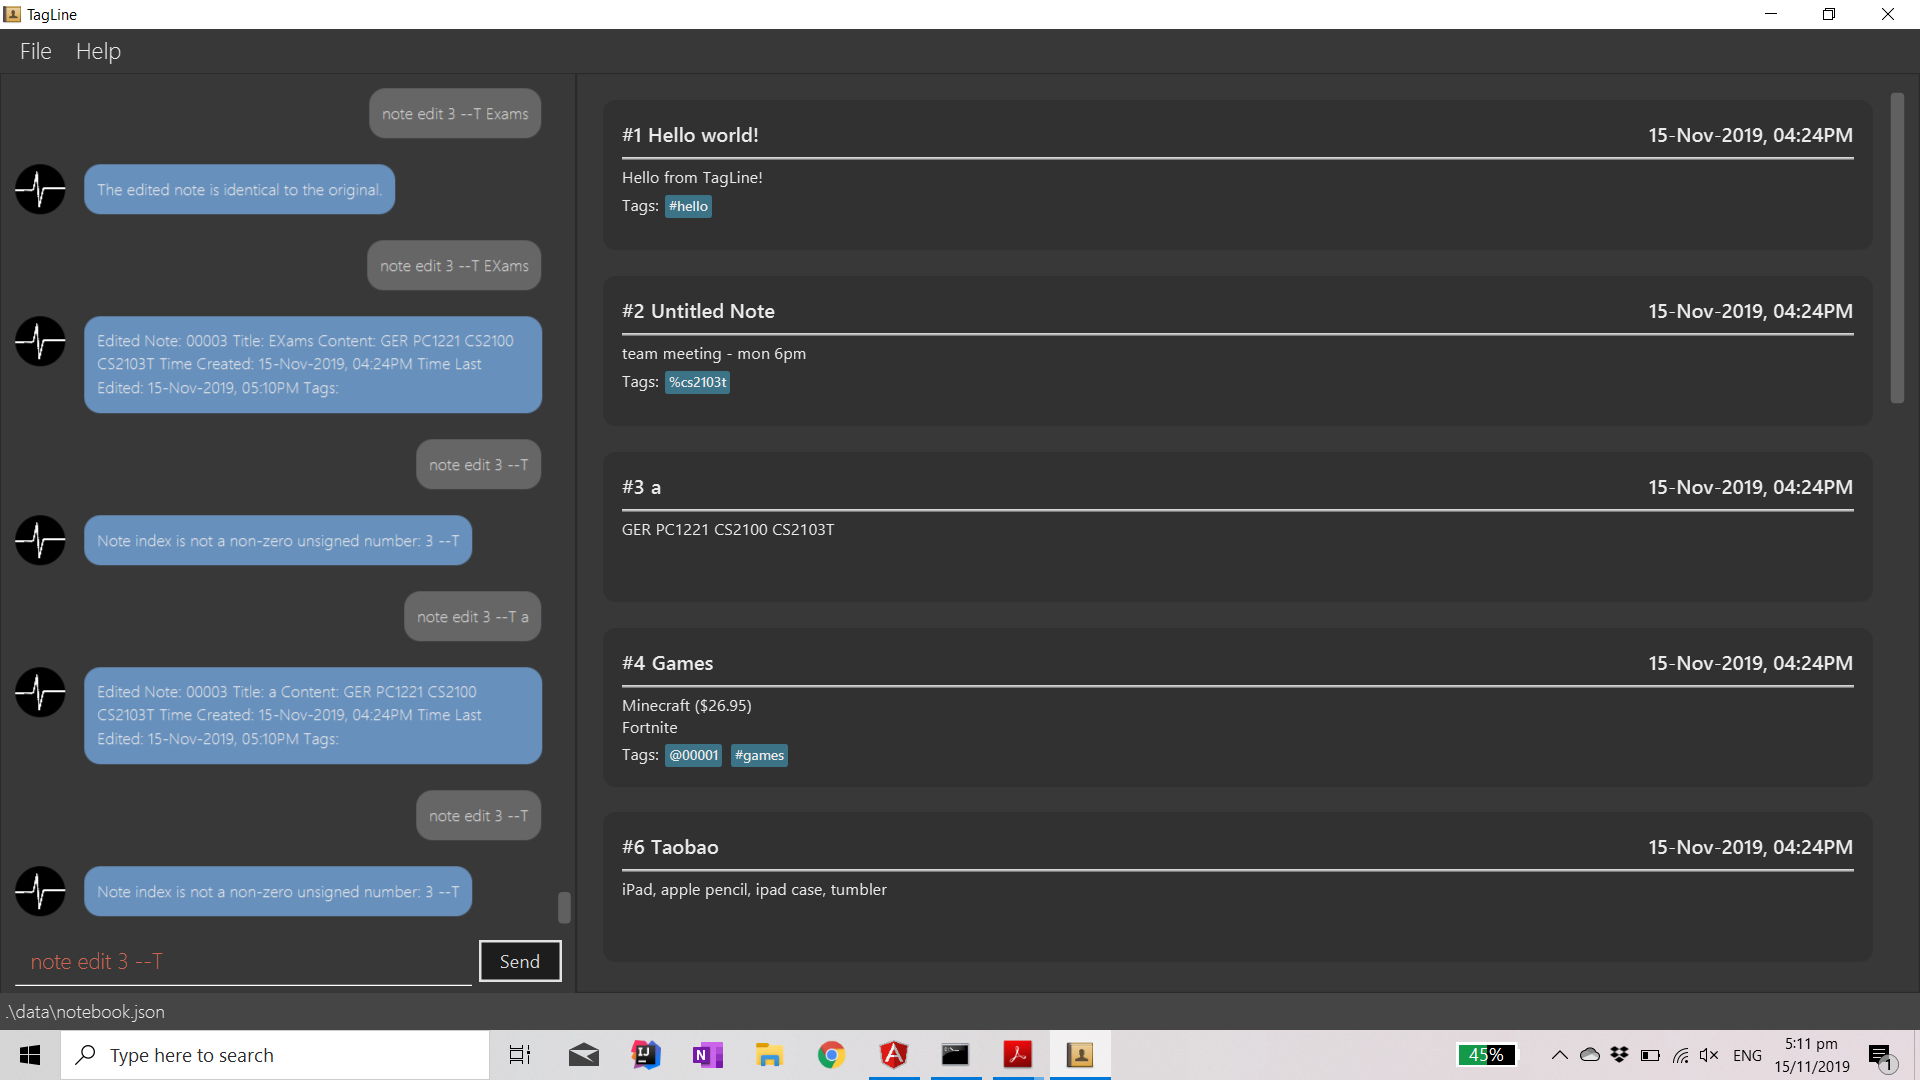 TagLine
File Help
note edit 3 --T Exams
The edited note is identical to the original.
note edit 3 --T EXams
Edited Note: 00003 Title: EXams Content: GER PC1221 CS2100
CS2103T Time Created: 15-Nov-2019, 04:24PM Time Last
Edited: 15-Nov-2019, 05:10PM Tags:
note edit 3 --T
Note index is not a non-zero unsigned number: 3 --T
note edit 3 --T a
Edited Note: 00003 Title: a Content: GER PC1221 CS2100
CS2103T Time Created: 15-Nov-2019, 04:24PM Time Last
Edited: 15-Nov-2019, 05:10PM Tags:
note edit 3 --T
Note index is not a non-zero unsigned number: 3 --T
note edit 3 --T
Send
#1 Hello world! 15-Nov-2019, 04:24PM
Hello from TagLine!
Tags: #hello
#2 Untitled Note 15-Nov-2019, 04:24PM
team meeting - mon 6pm
Tags: %cs2103t
#3 a 15-Nov-2019, 04:24PM
GER PC1221 CS2100 CS2103T
#4 Games 15-Nov-2019, 04:24PM
Minecraft ($26.95)
Fortnite
Tags: @00001 #games
#6 Taobao 15-Nov-2019, 04:24PM
iPad, apple pencil, ipad case, tumbler
.\data\notebook.json
Type here to search
45%
ENG
5:11 pm
15/11/2019
1